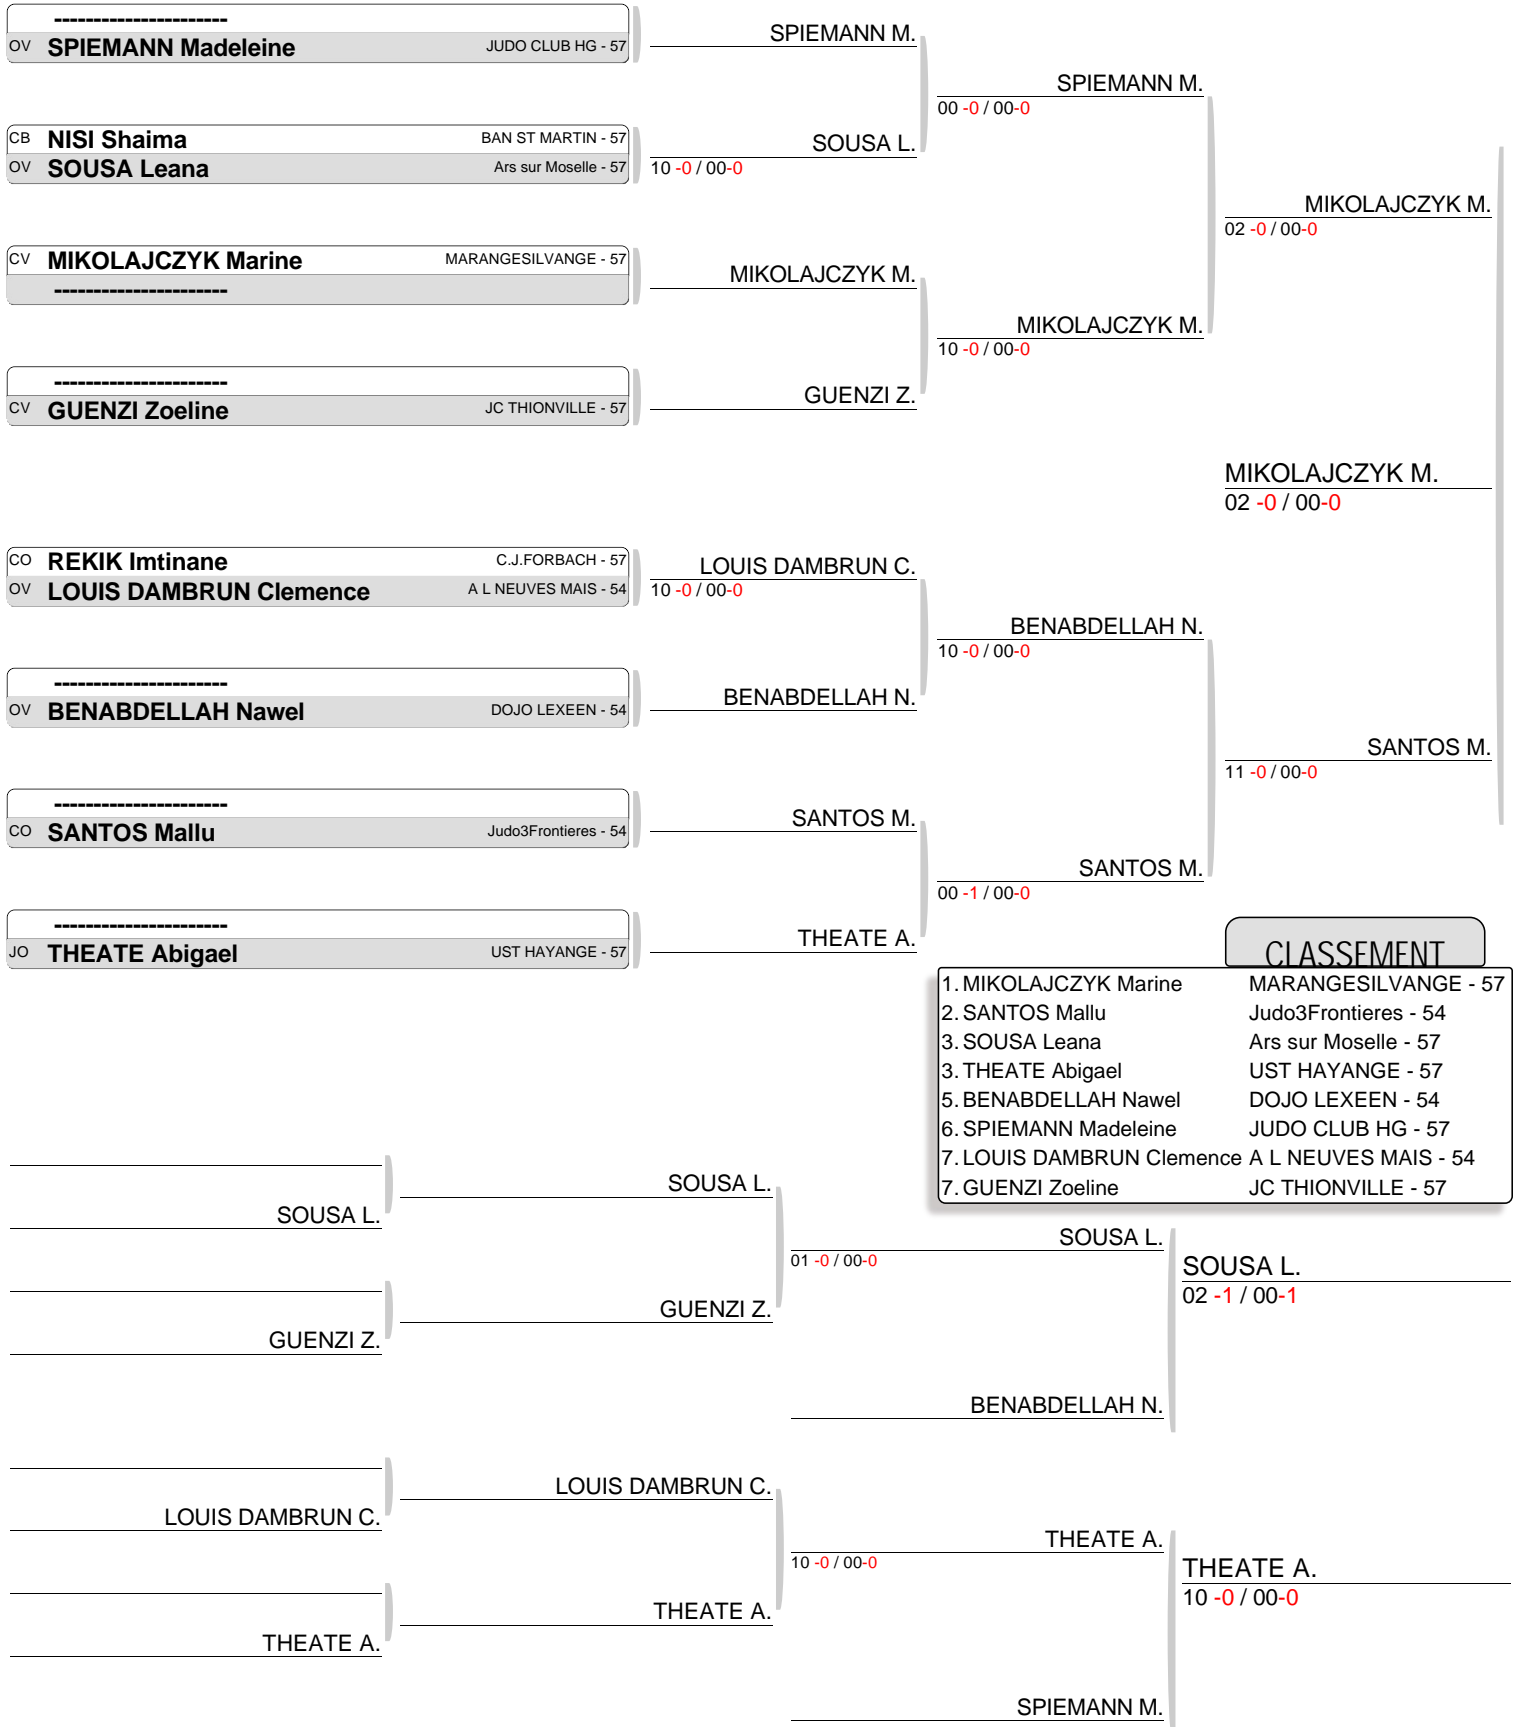 ----------------------
OV SPIEMANN Madeleine JUDO CLUB HG - 57
SPIEMANN M.
SPIEMANN M.
00 -0 / 00-0
CB NISI Shaima BAN ST MARTIN - 57
OV SOUSA Leana Ars sur Moselle - 57
SOUSA L.
10 -0 / 00-0
MIKOLAJCZYK M.
02 -0 / 00-0
CV MIKOLAJCZYK Marine MARANGESILVANGE - 57
----------------------
MIKOLAJCZYK M.
MIKOLAJCZYK M.
10 -0 / 00-0
----------------------
CV GUENZI Zoeline JC THIONVILLE - 57
GUENZI Z.
MIKOLAJCZYK M.
02 -0 / 00-0
CO REKIK Imtinane C.J.FORBACH - 57
OV LOUIS DAMBRUN Clemence A L NEUVES MAIS - 54
LOUIS DAMBRUN C.
10 -0 / 00-0
BENABDELLAH N.
10 -0 / 00-0
----------------------
OV BENABDELLAH Nawel DOJO LEXEEN - 54
BENABDELLAH N.
SANTOS M.
11 -0 / 00-0
----------------------
CO SANTOS Mallu Judo3Frontieres - 54
SANTOS M.
SANTOS M.
00 -1 / 00-0
----------------------
JO THEATE Abigael UST HAYANGE - 57
THEATE A.
CLASSEMENT
1. MIKOLAJCZYK Marine MARANGESILVANGE - 57
2. SANTOS Mallu Judo3Frontieres - 54
3. SOUSA Leana Ars sur Moselle - 57
3. THEATE Abigael UST HAYANGE - 57
5. BENABDELLAH Nawel DOJO LEXEEN - 54
6. SPIEMANN Madeleine JUDO CLUB HG - 57
7. LOUIS DAMBRUN Clemence A L NEUVES MAIS - 54
7. GUENZI Zoeline JC THIONVILLE - 57
SOUSA L.
SOUSA L.
SOUSA L.
01 -0 / 00-0
SOUSA L.
02 -1 / 00-1
GUENZI Z.
GUENZI Z.
BENABDELLAH N.
LOUIS DAMBRUN C.
LOUIS DAMBRUN C.
THEATE A.
10 -0 / 00-0
THEATE A.
10 -0 / 00-0
THEATE A.
THEATE A.
SPIEMANN M.